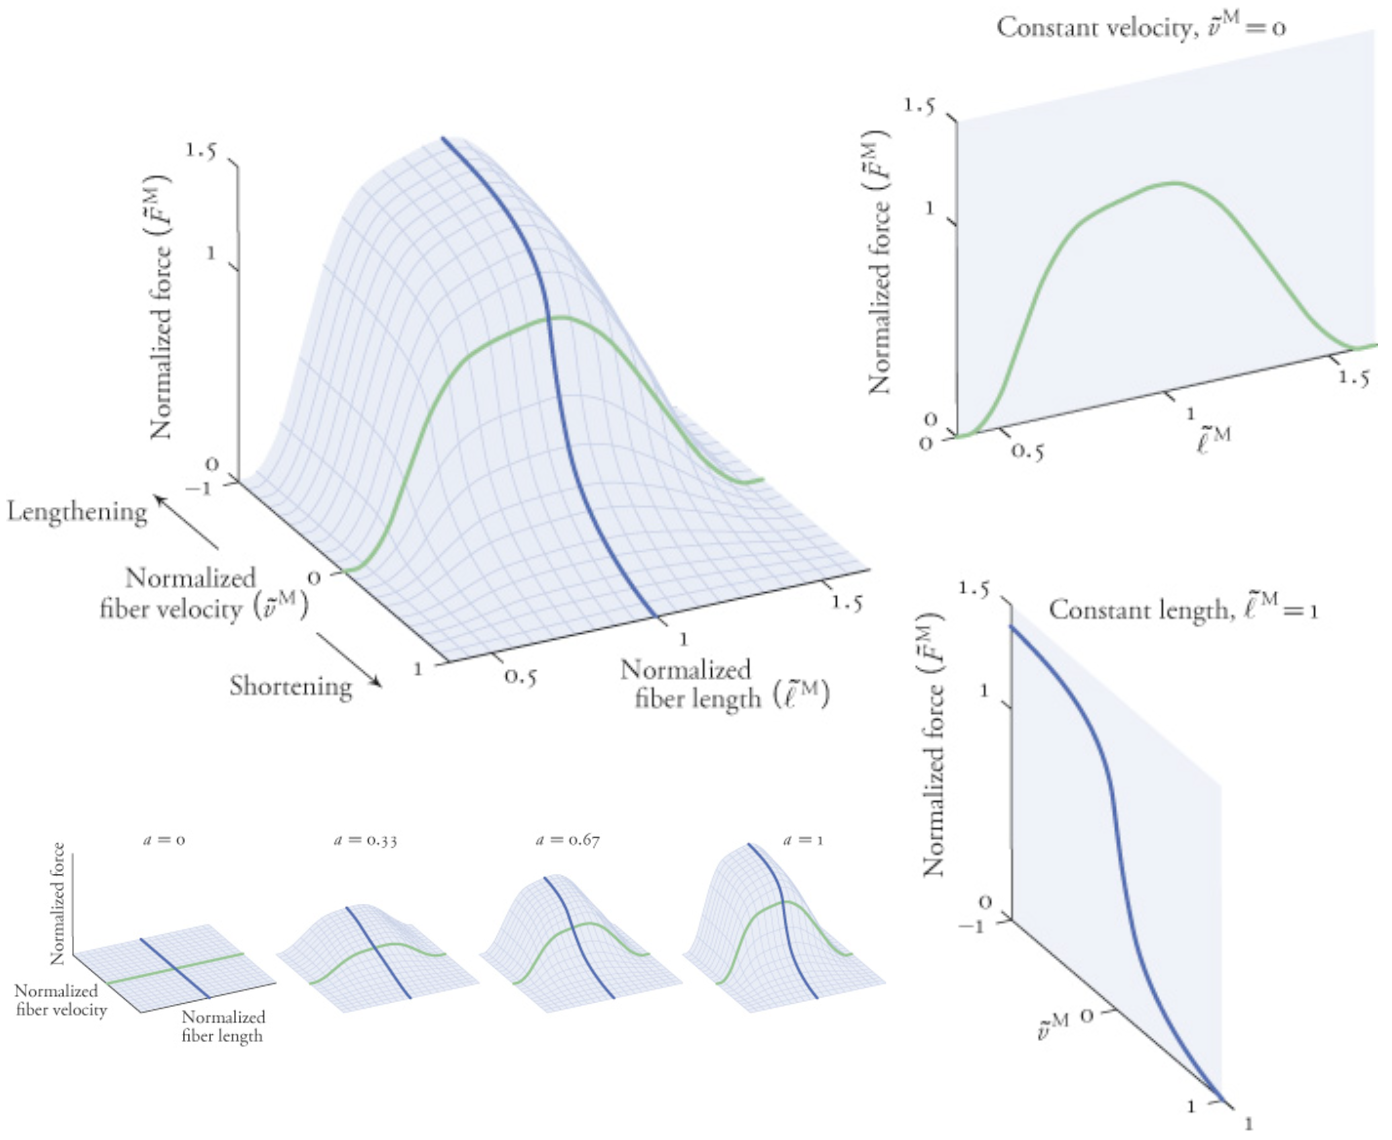 Constant velocity, ṽᴹ = 0
1.5
1
0
0
0.5
1
1.5
Normalized force (F̃ᴹ)
ℓ̃ᴹ
1.5
1
0
−1
0
1
0.5
1
1.5
Normalized force (F̃ᴹ)
Lengthening
Normalized
fiber velocity (ṽᴹ)
Shortening
Normalized
fiber length (ℓ̃ᴹ)
Constant length, ℓ̃ᴹ = 1
1.5
1
0
−1
0
1
1
Normalized force (F̃ᴹ)
ṽᴹ
a = 0
a = 0.33
a = 0.67
a = 1
Normalized force
Normalized
fiber velocity
Normalized
fiber length